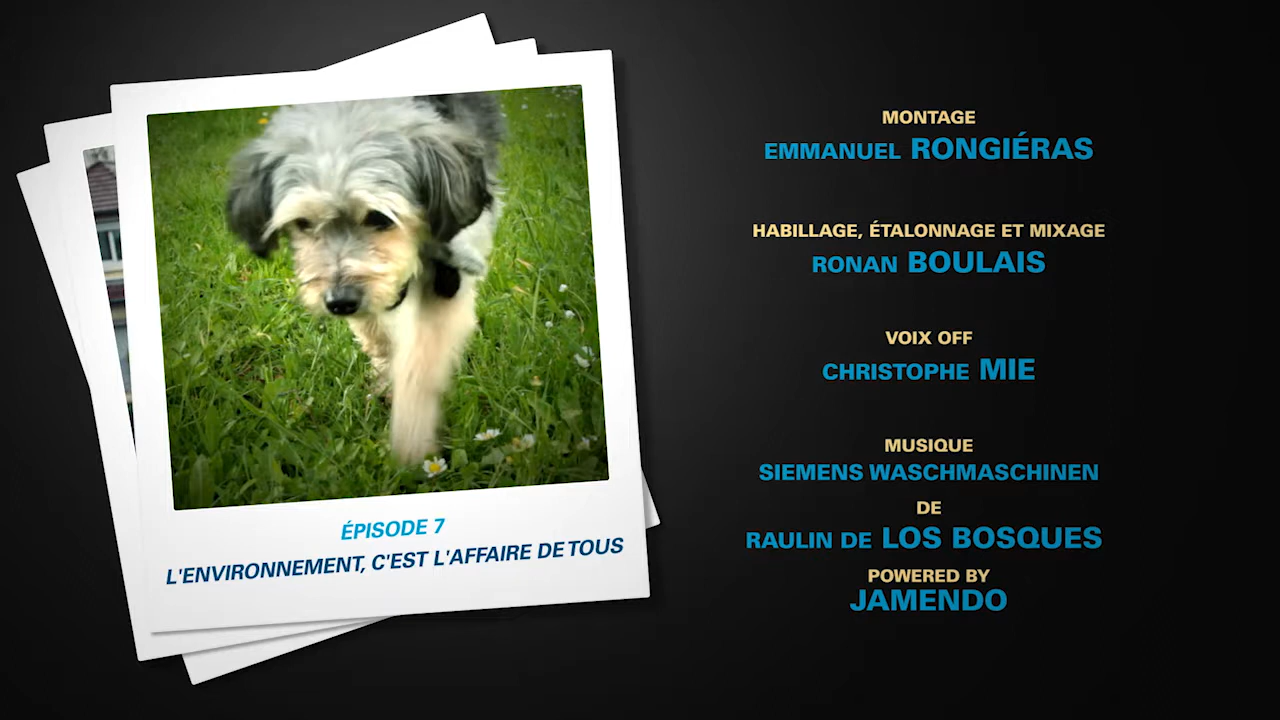 ÉPISODE 7
L'ENVIRONNEMENT, C'EST L'AFFAIRE DE TOUS
MONTAGE
EMMANUEL RONGIÉRAS
HABILLAGE, ÉTALONNAGE ET MIXAGE
RONAN BOULAIS
VOIX OFF
CHRISTOPHE MIE
MUSIQUE
SIEMENS WASCHMASCHINEN
DE
RAULIN DE LOS BOSQUES
POWERED BY
JAMENDO